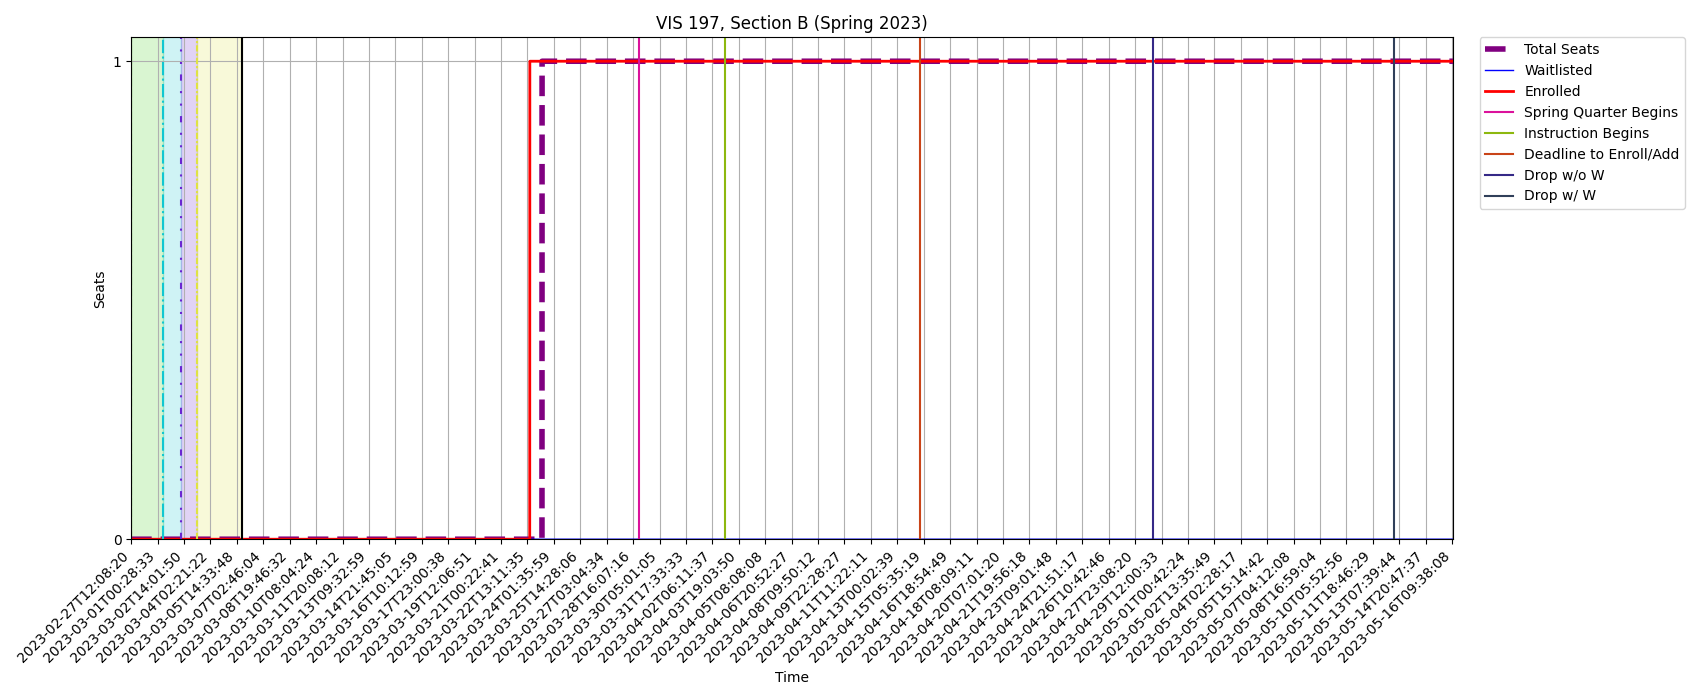 VIS 197, Section B (Spring 2023)
Total Seats
Waitlisted
Enrolled
Spring Quarter Begins
Instruction Begins
Deadline to Enroll/Add
Drop w/o W
Drop w/ W
Seats
1
0
2023-02-27T12:08:20
2023-03-01T00:28:33
2023-03-02T14:01:50
2023-03-04T02:21:22
2023-03-05T14:33:48
2023-03-07T02:46:04
2023-03-08T19:46:32
2023-03-10T08:04:24
2023-03-11T20:08:12
2023-03-13T09:32:59
2023-03-14T21:45:05
2023-03-16T10:12:59
2023-03-17T23:00:38
2023-03-19T12:06:51
2023-03-21T00:22:41
2023-03-22T13:11:35
2023-03-24T01:35:59
2023-03-25T14:28:06
2023-03-27T03:04:34
2023-03-28T16:07:16
2023-03-30T05:01:05
2023-03-31T17:33:33
2023-04-02T06:11:37
2023-04-03T19:03:50
2023-04-05T08:08:08
2023-04-06T20:52:27
2023-04-08T09:50:12
2023-04-09T22:28:27
2023-04-11T11:22:11
2023-04-13T00:02:39
2023-04-15T05:35:19
2023-04-16T18:54:49
2023-04-18T08:09:11
2023-04-20T07:01:20
2023-04-21T19:56:18
2023-04-23T09:01:48
2023-04-24T21:51:17
2023-04-26T10:42:46
2023-04-27T23:08:20
2023-04-29T12:00:33
2023-05-01T00:42:24
2023-05-02T13:35:49
2023-05-04T02:28:17
2023-05-05T15:14:42
2023-05-07T04:12:08
2023-05-08T16:59:04
2023-05-10T05:52:56
2023-05-11T18:46:29
2023-05-13T07:39:44
2023-05-14T20:47:37
2023-05-16T09:38:08
Time